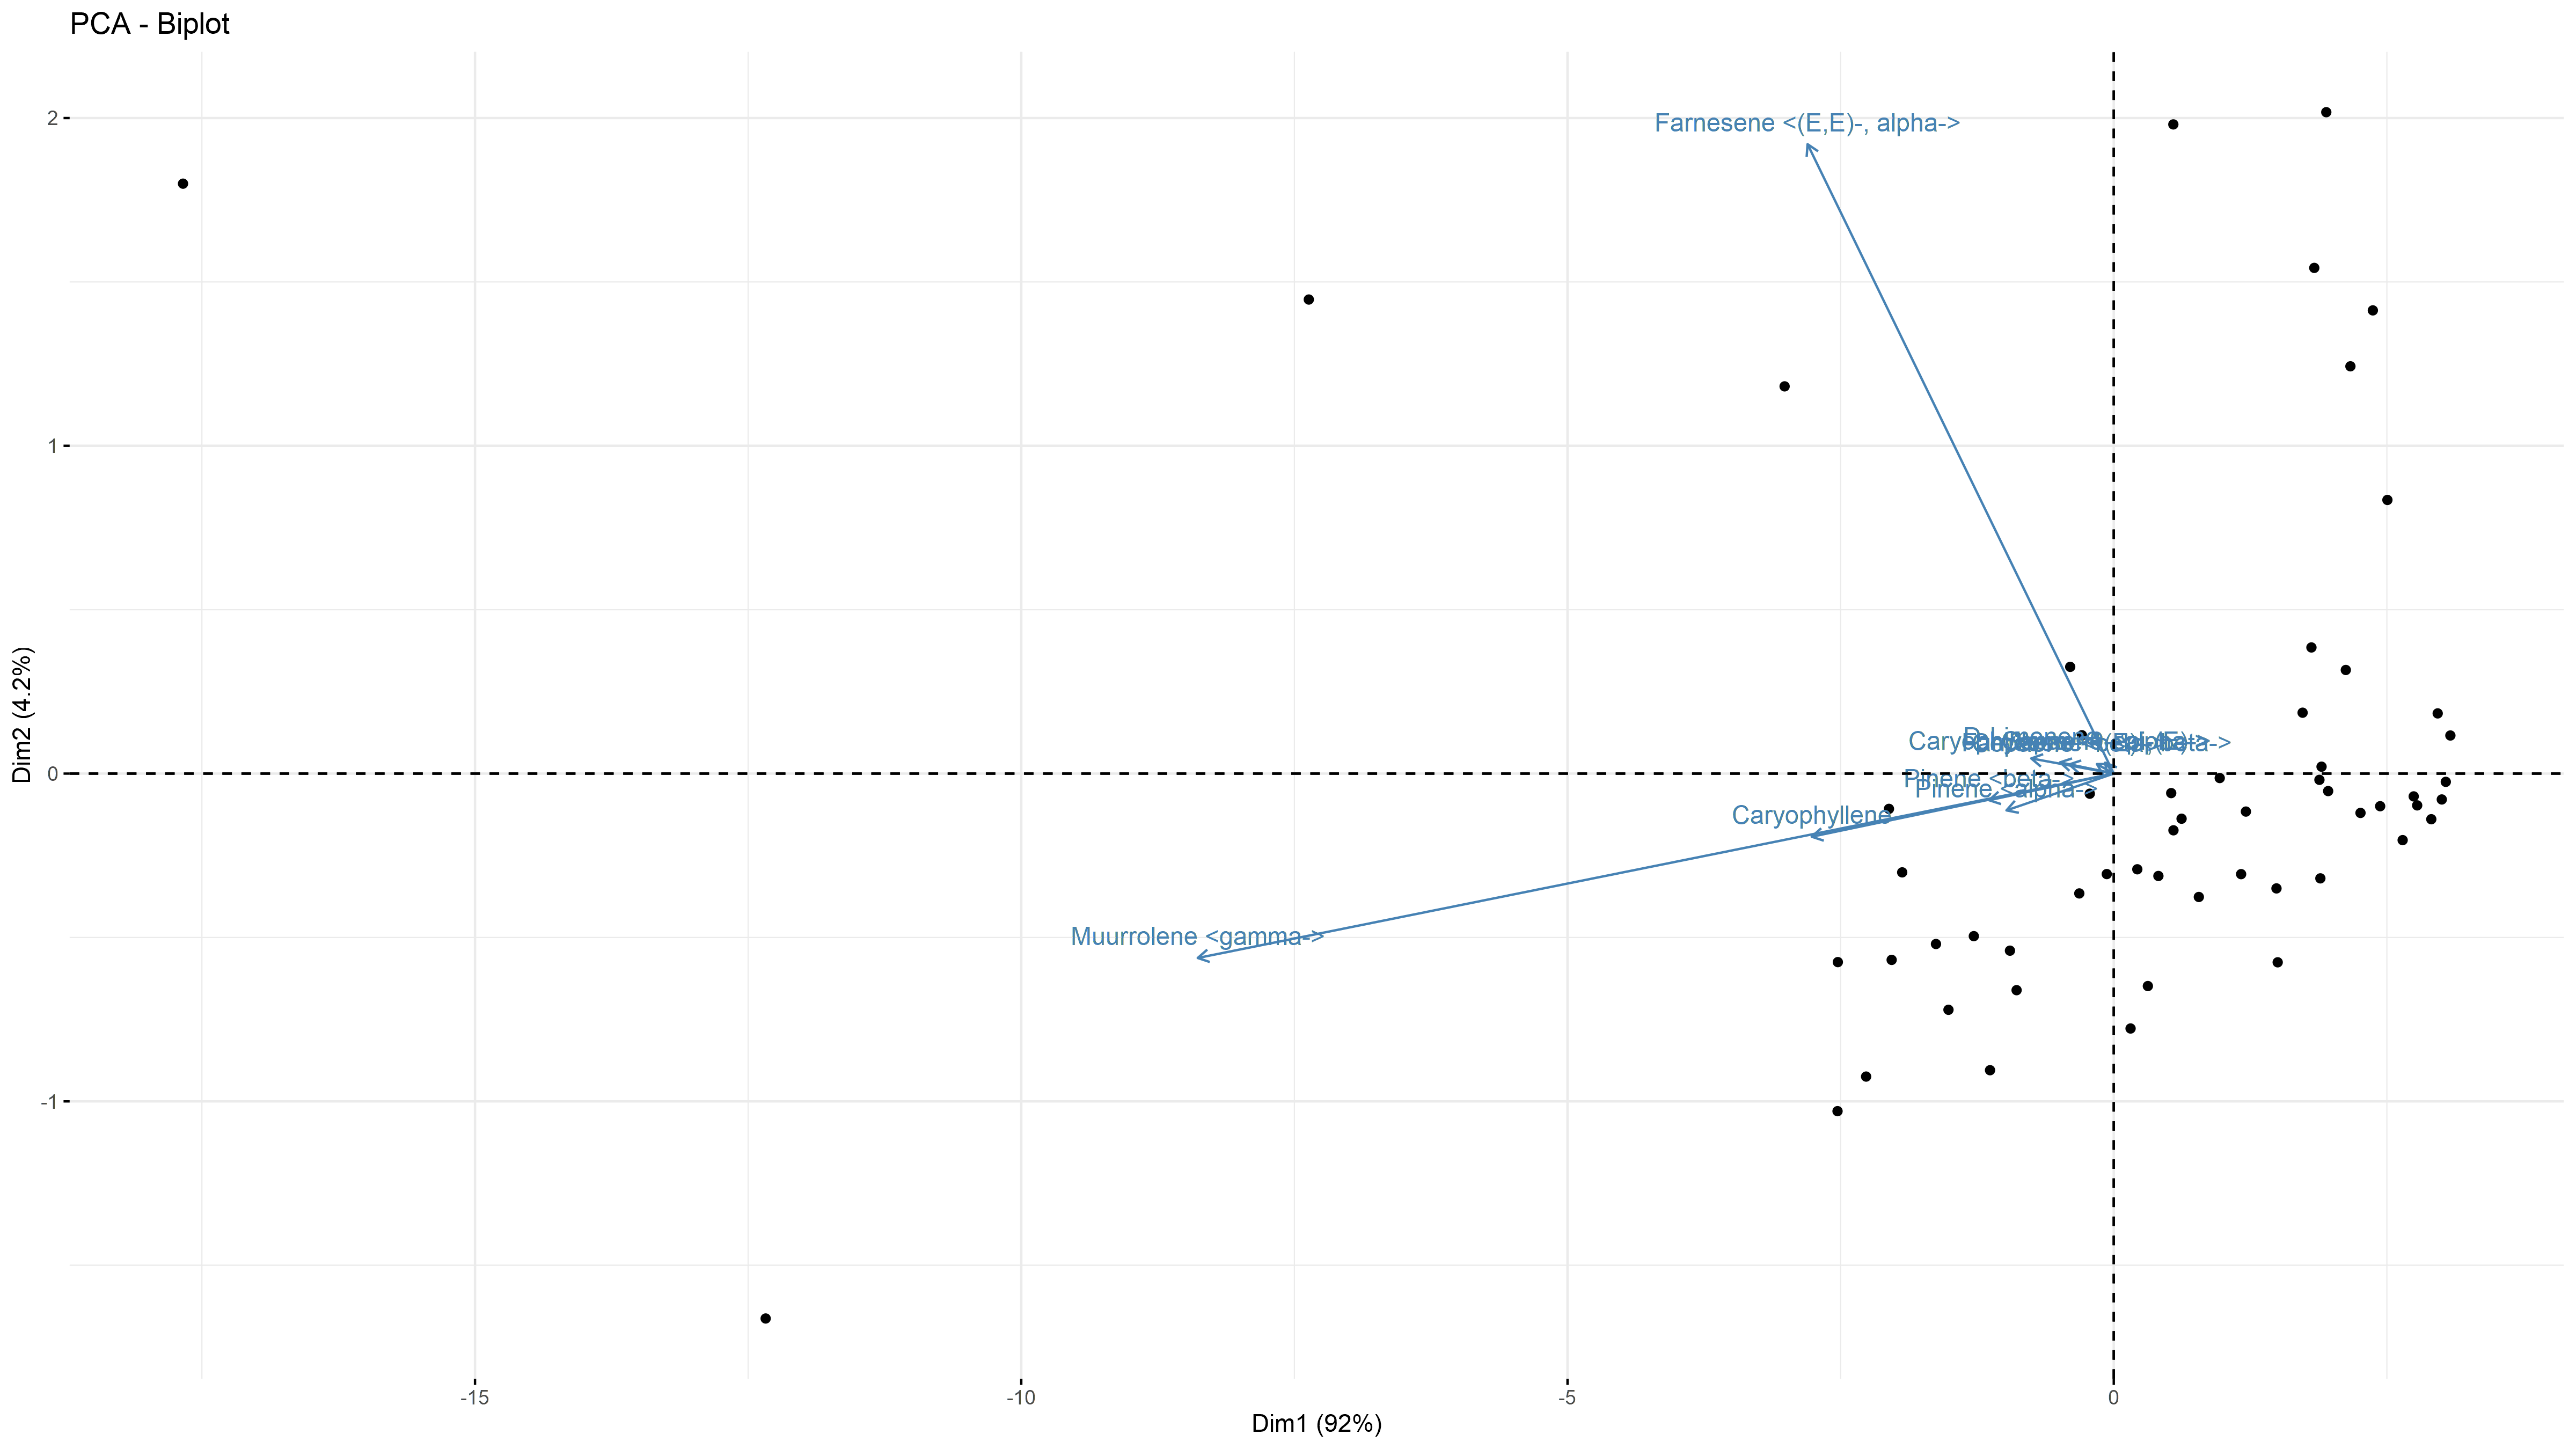 PCA - Biplot
2
Farnesene <(E,E)-, alpha->
1
Dim2 (4.2%)
0
Pinene <beta->
Pinene <alpha->
Caryophyllene
Muurrolene <gamma->
-1
-15
-10
-5
0
Dim1 (92%)